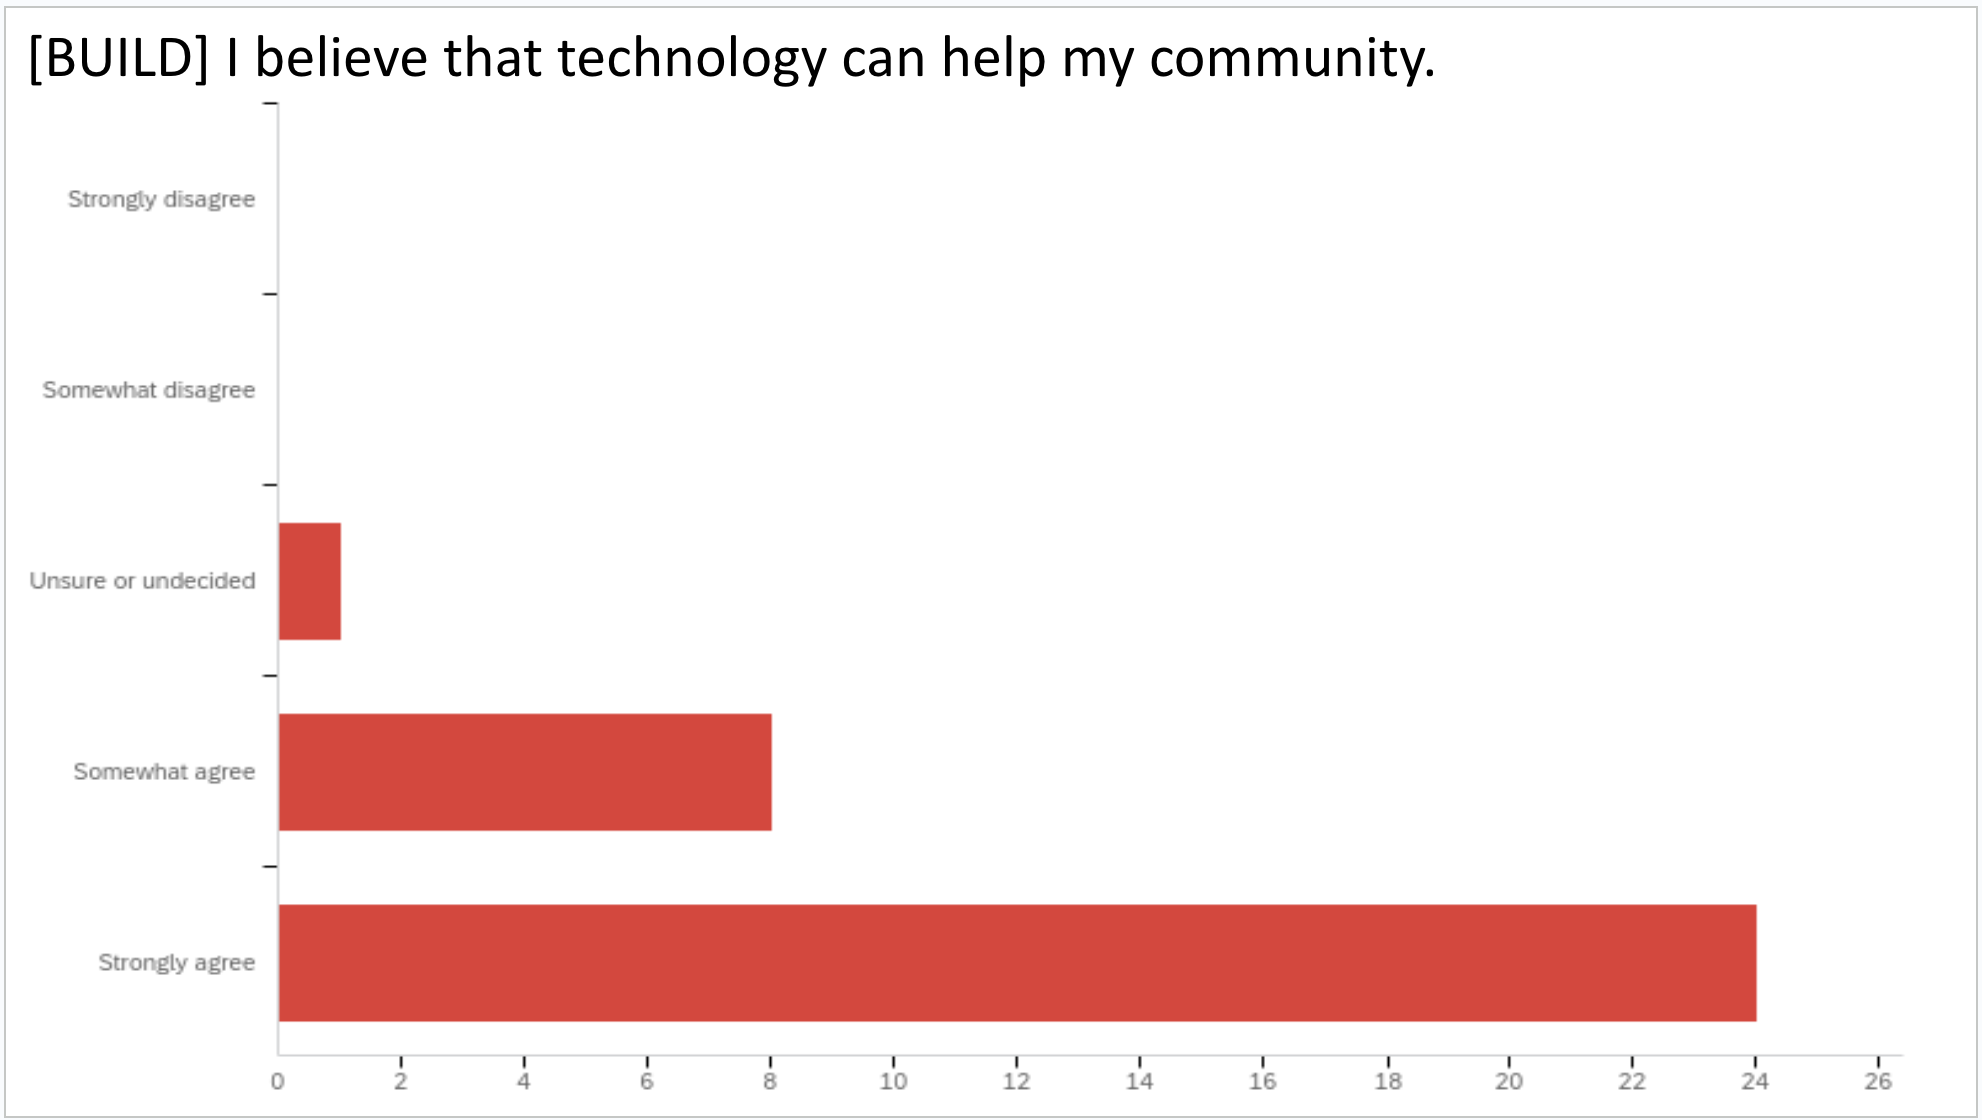 [BUILD] I believe that technology can help my community.
Strongly disagree
Somewhat disagree
Unsure or undecided
Somewhat agree
Strongly agree
0 2 4 6 8 10 12 14 16 18 20 22 24 26